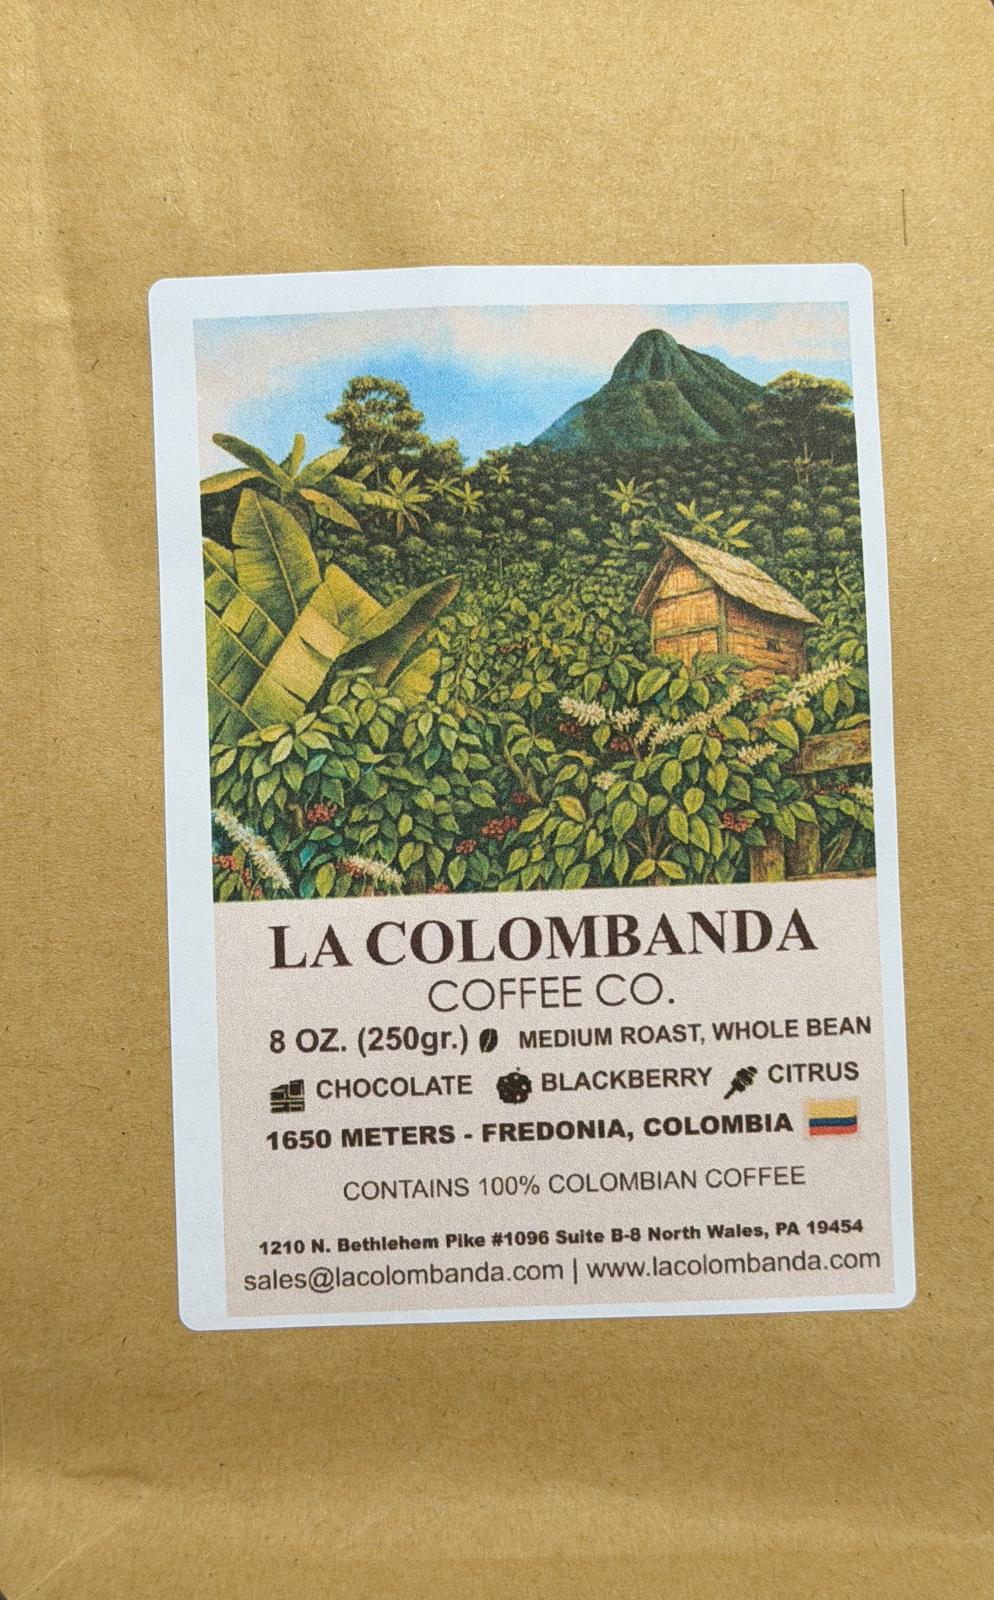 LA COLOMBANDA
COFFEE CO.
8 OZ. (250gr.) MEDIUM ROAST, WHOLE BEAN
CHOCOLATE BLACKBERRY CITRUS
1650 METERS - FREDONIA, COLOMBIA
CONTAINS 100% COLOMBIAN COFFEE
1210 N. Bethlehem Pike #1096 Suite B-8 North Wales, PA 19454
sales@lacolombanda.com | www.lacolombanda.com